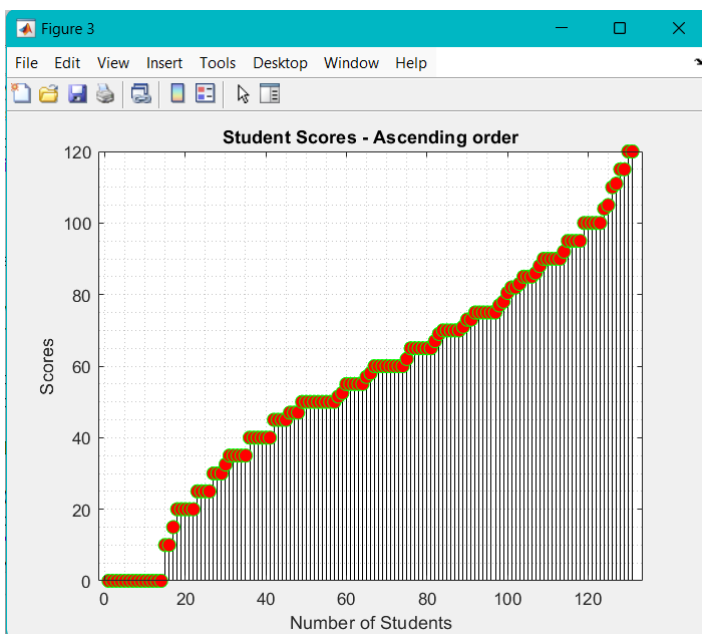 Figure 3
File Edit View Insert Tools Desktop Window Help
Student Scores - Ascending order
120
100
80
60
40
20
0
Scores
0 20 40 60 80 100 120
Number of Students